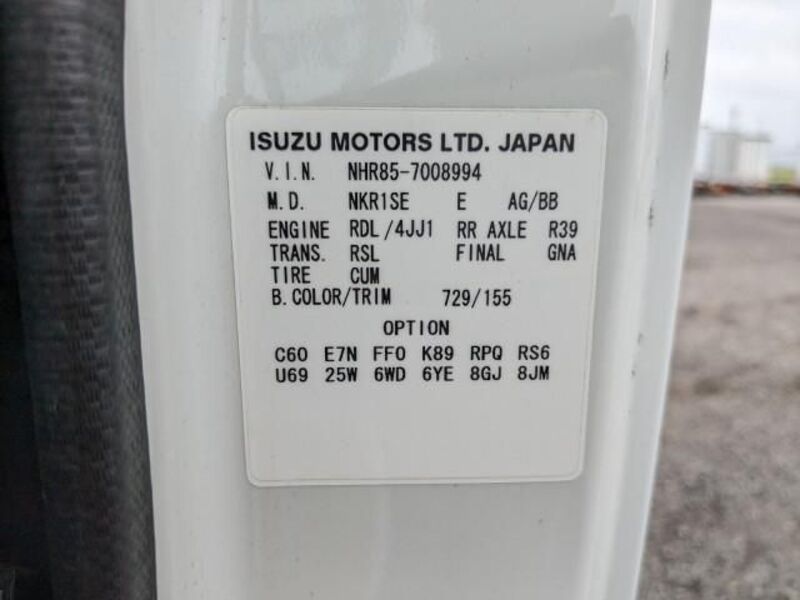 ISUZU MOTORS LTD. JAPAN
V.I.N. NHR85-7008994
M.D. NKR1SE E AG/BB
ENGINE RDL/4JJ1 RR AXLE R39
TRANS. RSL FINAL GNA
TIRE CUM
B.COLOR/TRIM 729/155
OPTION
C60 E7N FF0 K89 RPQ RS6
U69 25W 6WD 6YE 8GJ 8JM